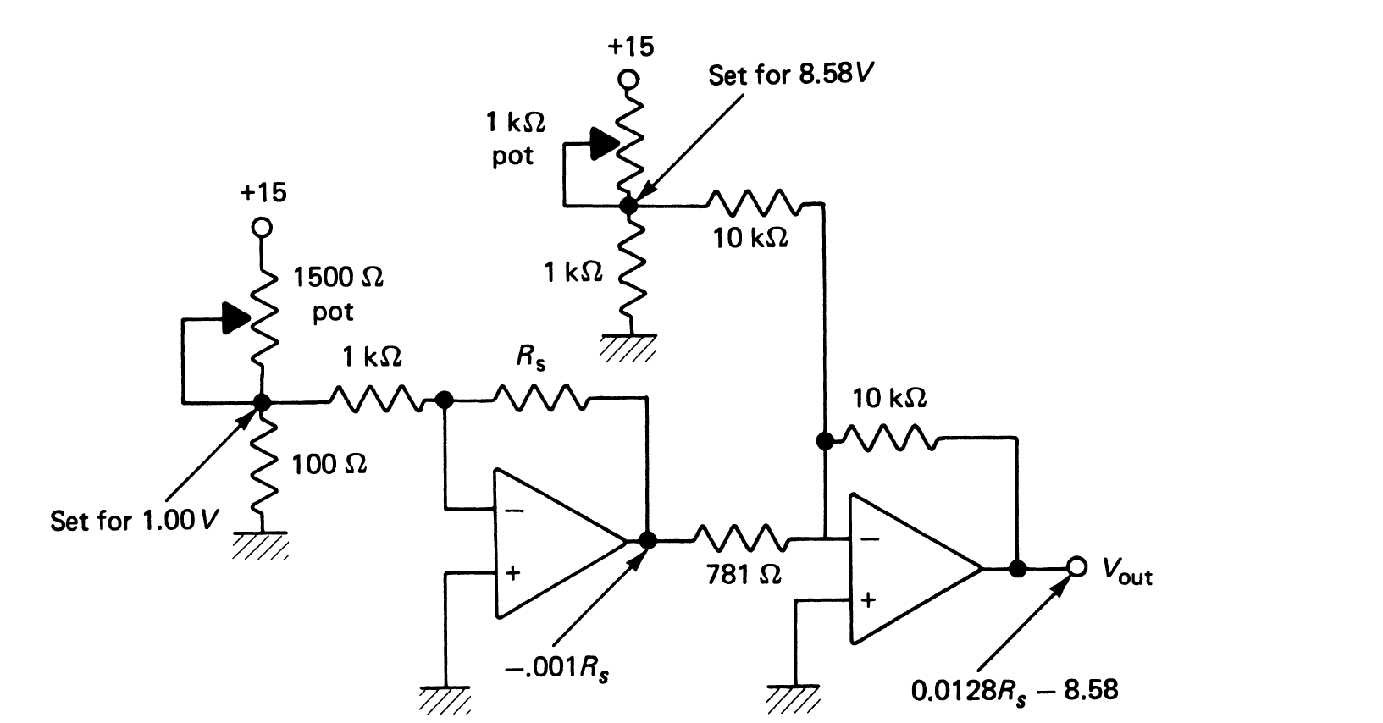 +15
Set for 8.58V
1 kΩ
pot
+15
10 kΩ
1500 Ω
pot
1 kΩ
1 kΩ
Rs
10 kΩ
100 Ω
Set for 1.00 V
−
−
781 Ω
+
Vout
+
−.001Rs
0.0128Rs − 8.58